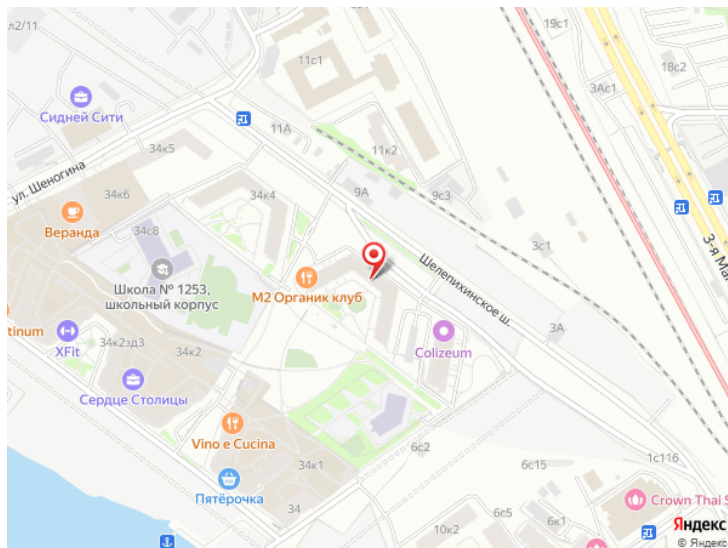 19с1
22с1
л2/11
11с1
18с2
3Ас1
Сидней Сити
11А
34к5
11к2
ул. Шеногина
34к4
9А
9с3
34к6
Веранда
34с8
3с1
Шелепихинское ш.
Школа № 1253,
школьный корпус
М2 Органик клуб
3А
tinum
XFit
34к2зд3
34к2
Colizeum
Сердце Столицы
Vino e Cucina
6с2
34к1
1с116
6с15
Пятёрочка
34
Crown Thai S
6с5
6к1
10к2
Яндекс
© Яндекс